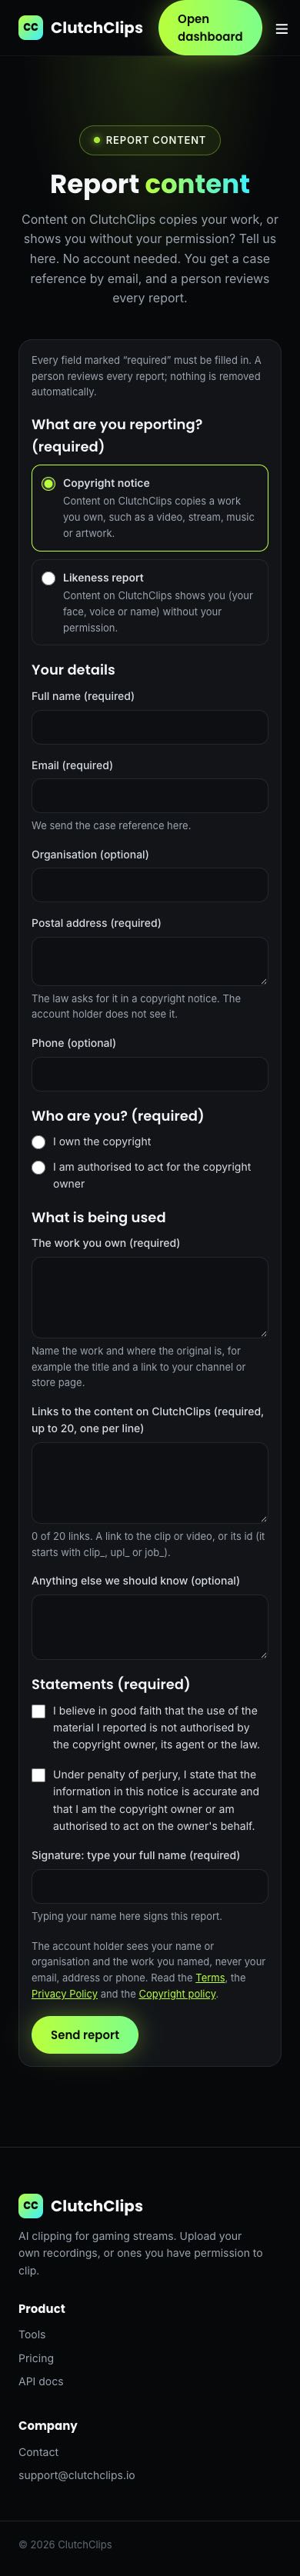 CC ClutchClips
Open
dashboard
REPORT CONTENT
Report content
Content on ClutchClips copies your work, or
shows you without your permission? Tell us
here. No account needed. You get a case
reference by email, and a person reviews
every report.
Every field marked “required” must be filled in. A
person reviews every report; nothing is removed
automatically.
What are you reporting?
(required)
Copyright notice
Content on ClutchClips copies a work
you own, such as a video, stream, music
or artwork.
Likeness report
Content on ClutchClips shows you (your
face, voice or name) without your
permission.
Your details
Full name (required)
Email (required)
We send the case reference here.
Organisation (optional)
Postal address (required)
The law asks for it in a copyright notice. The
account holder does not see it.
Phone (optional)
Who are you? (required)
I own the copyright
I am authorised to act for the copyright
owner
What is being used
The work you own (required)
Name the work and where the original is, for
example the title and a link to your channel or
store page.
Links to the content on ClutchClips (required,
up to 20, one per line)
0 of 20 links. A link to the clip or video, or its id (it
starts with clip_, upl_ or job_).
Anything else we should know (optional)
Statements (required)
I believe in good faith that the use of the
material I reported is not authorised by
the copyright owner, its agent or the law.
Under penalty of perjury, I state that the
information in this notice is accurate and
that I am the copyright owner or am
authorised to act on the owner's behalf.
Signature: type your full name (required)
Typing your name here signs this report.
The account holder sees your name or
organisation and the work you named, never your
email, address or phone. Read the Terms, the
Privacy Policy and the Copyright policy.
Send report
CC ClutchClips
AI clipping for gaming streams. Upload your
own recordings, or ones you have permission to
clip.
Product
Tools
Pricing
API docs
Company
Contact
support@clutchclips.io
© 2026 ClutchClips